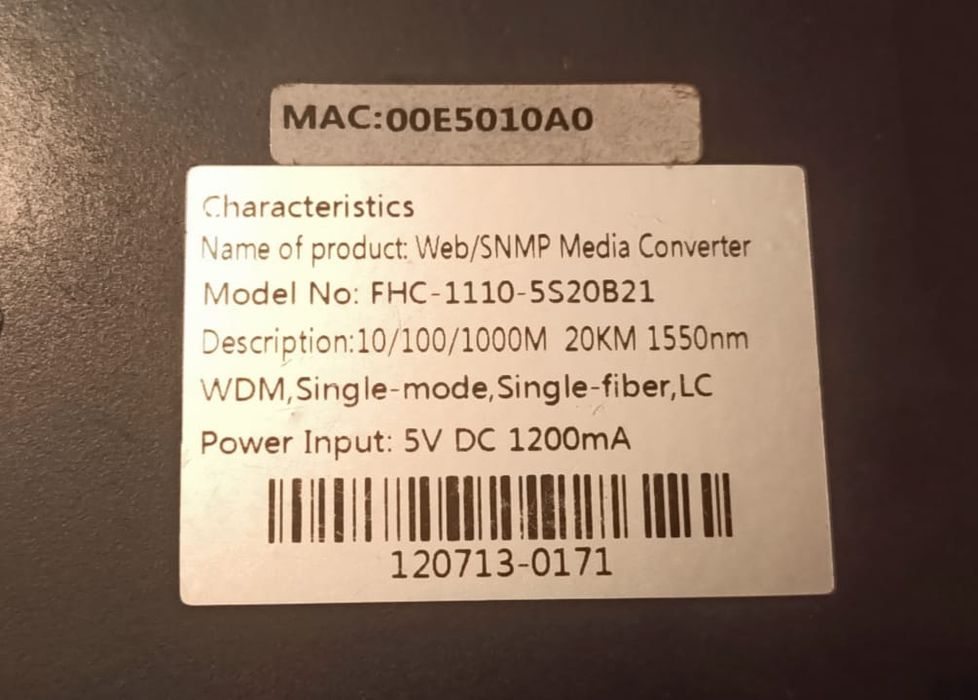 MAC:00E5010A0
Characteristics
Name of product: Web/SNMP Media Converter
Model No: FHC-1110-5S20B21
Description:10/100/1000M 20KM 1550nm
WDM,Single-mode,Single-fiber,LC
Power Input: 5V DC 1200mA
120713-0171